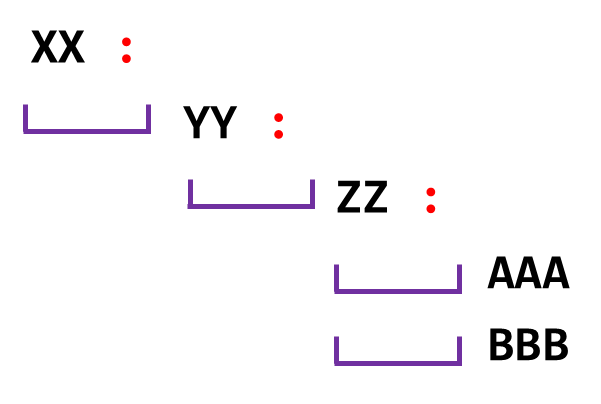 XX :
YY :
ZZ :
AAA
BBB